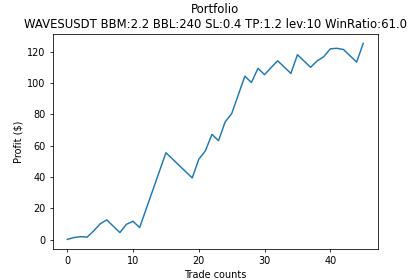 Portfolio
WAVESUSDT BBM:2.2 BBL:240 SL:0.4 TP:1.2 lev:10 WinRatio:61.0
120
100
80
60
40
20
0
Profit ($)
0 10 20 30 40
Trade counts